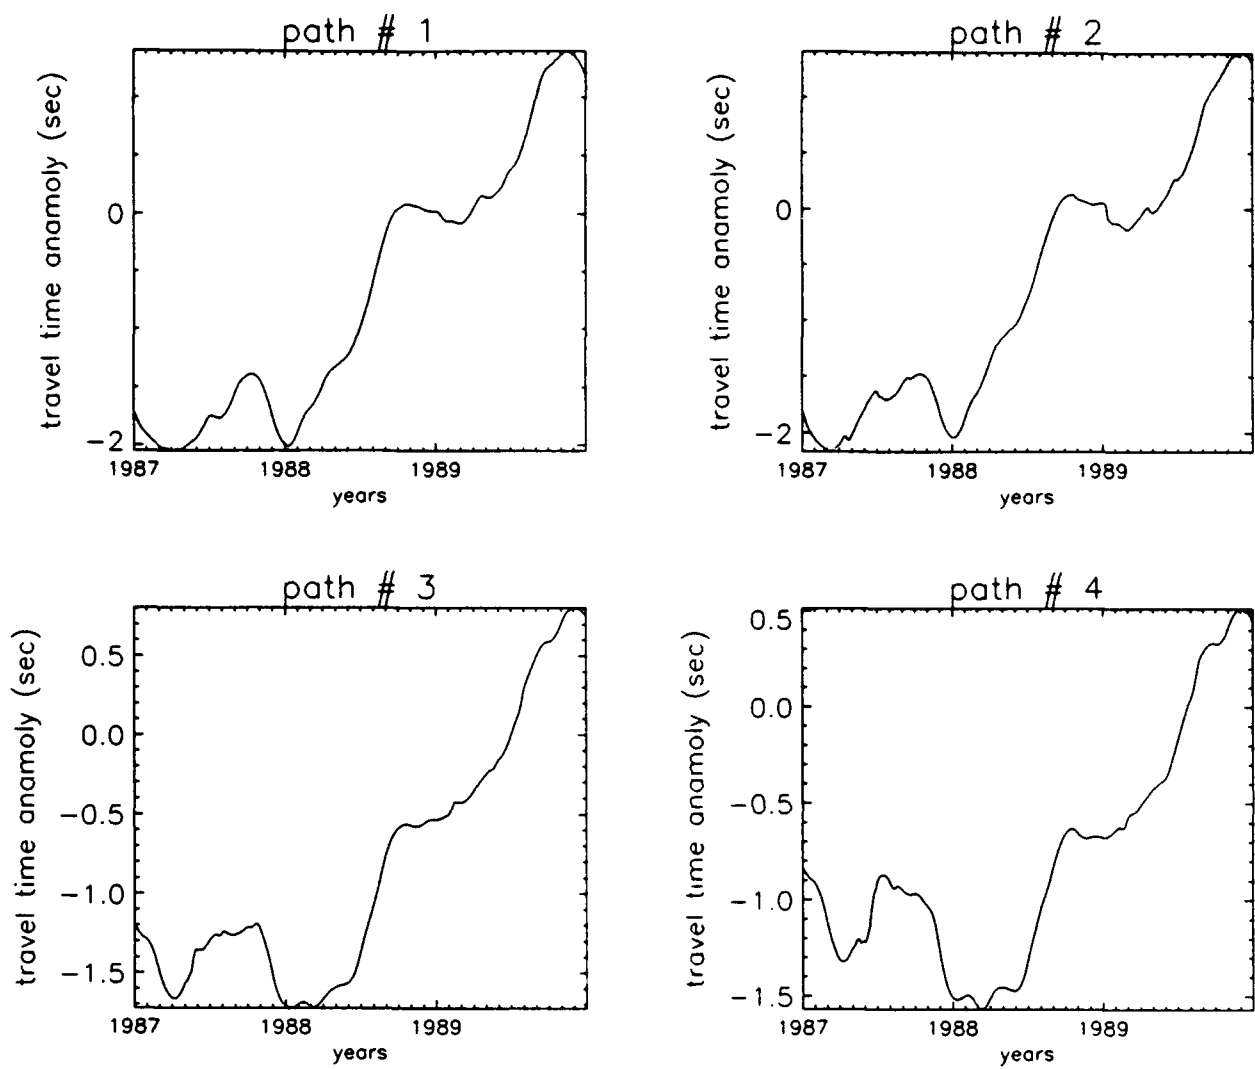 path # 1
travel time anamoly (sec)
0
−2
1987 1988 1989
years
path # 2
travel time anamoly (sec)
0
−2
1987 1988 1989
years
path # 3
travel time anamoly (sec)
0.5
0.0
−0.5
−1.0
−1.5
1987 1988 1989
years
path # 4
travel time anamoly (sec)
0.5
0.0
−0.5
−1.0
−1.5
1987 1988 1989
years